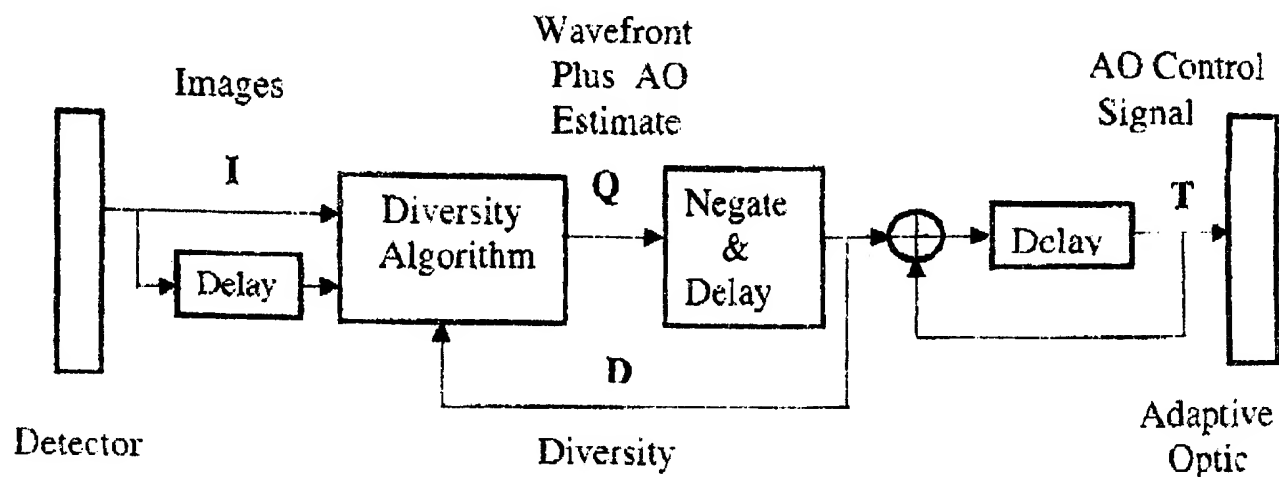 Wavefront
Plus AO
Estimate
Images
AO Control
Signal
I
Q
T
Diversity
Algorithm
Negate
&
Delay
Delay
Delay
D
Detector
Diversity
Adaptive
Optic